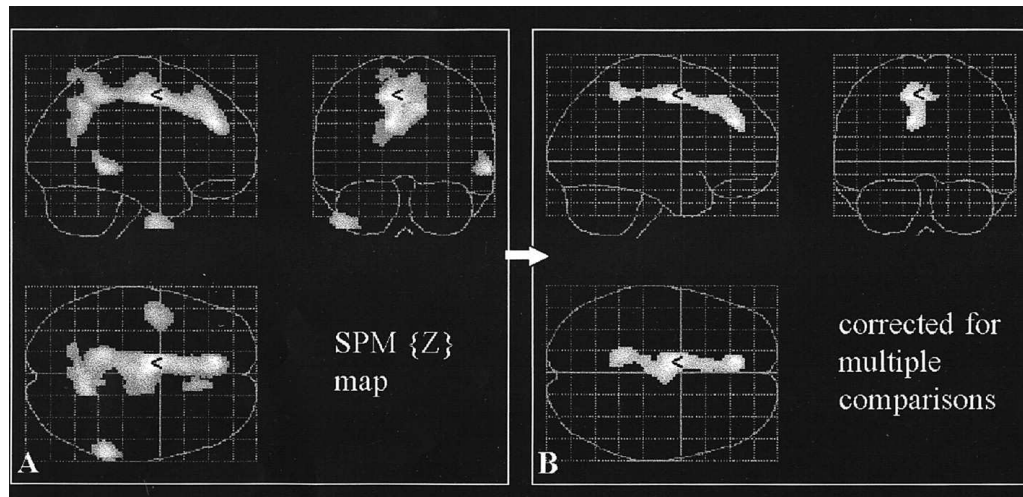 SPM {Z}
map
A
corrected for
multiple
comparisons
B